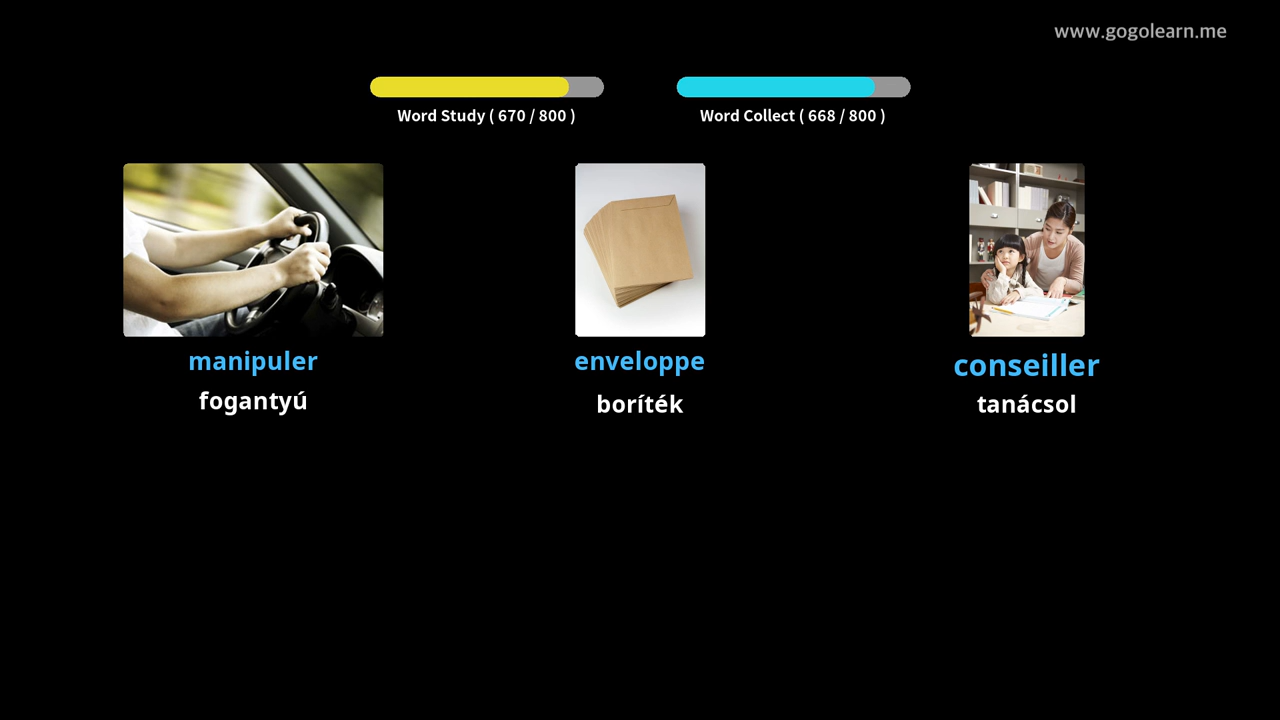 www.gogolearn.me
Word Study ( 670 / 800 )
Word Collect ( 668 / 800 )
manipuler
fogantyú
enveloppe
boríték
conseiller
tanácsol